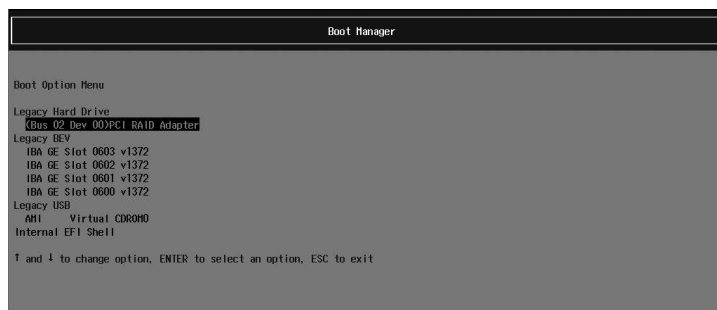 Boot Manager
Boot Option Menu
Legacy Hard Drive
(Bus 02 Dev 00)PCI RAID Adapter
Legacy BEV
IBA GE Slot 0603 v1372
IBA GE Slot 0602 v1372
IBA GE Slot 0601 v1372
IBA GE Slot 0600 v1372
Legacy USB
AMI Virtual CDROM0
Internal EFI Shell
↑ and ↓ to change option, ENTER to select an option, ESC to exit